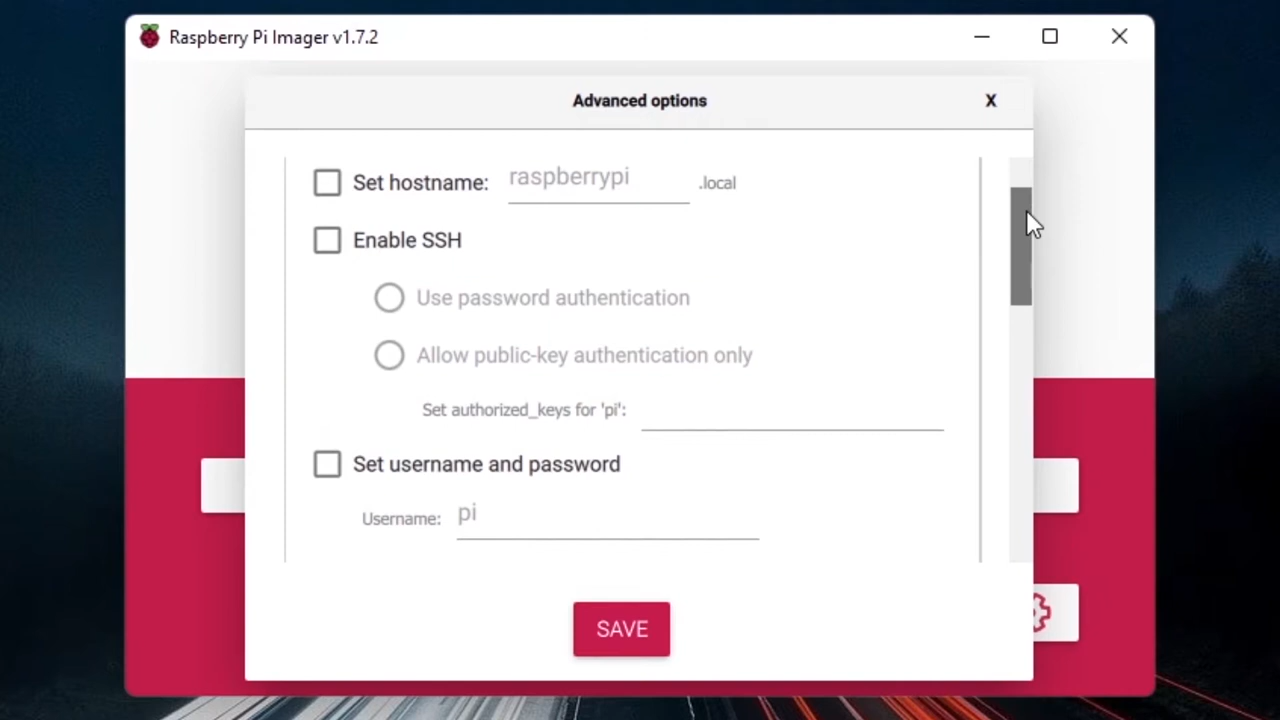 Raspberry Pi Imager v1.7.2
Advanced options X
Set hostname: raspberrypi .local
Enable SSH
Use password authentication
Allow public-key authentication only
Set authorized_keys for 'pi':
Set username and password
Username: pi
SAVE